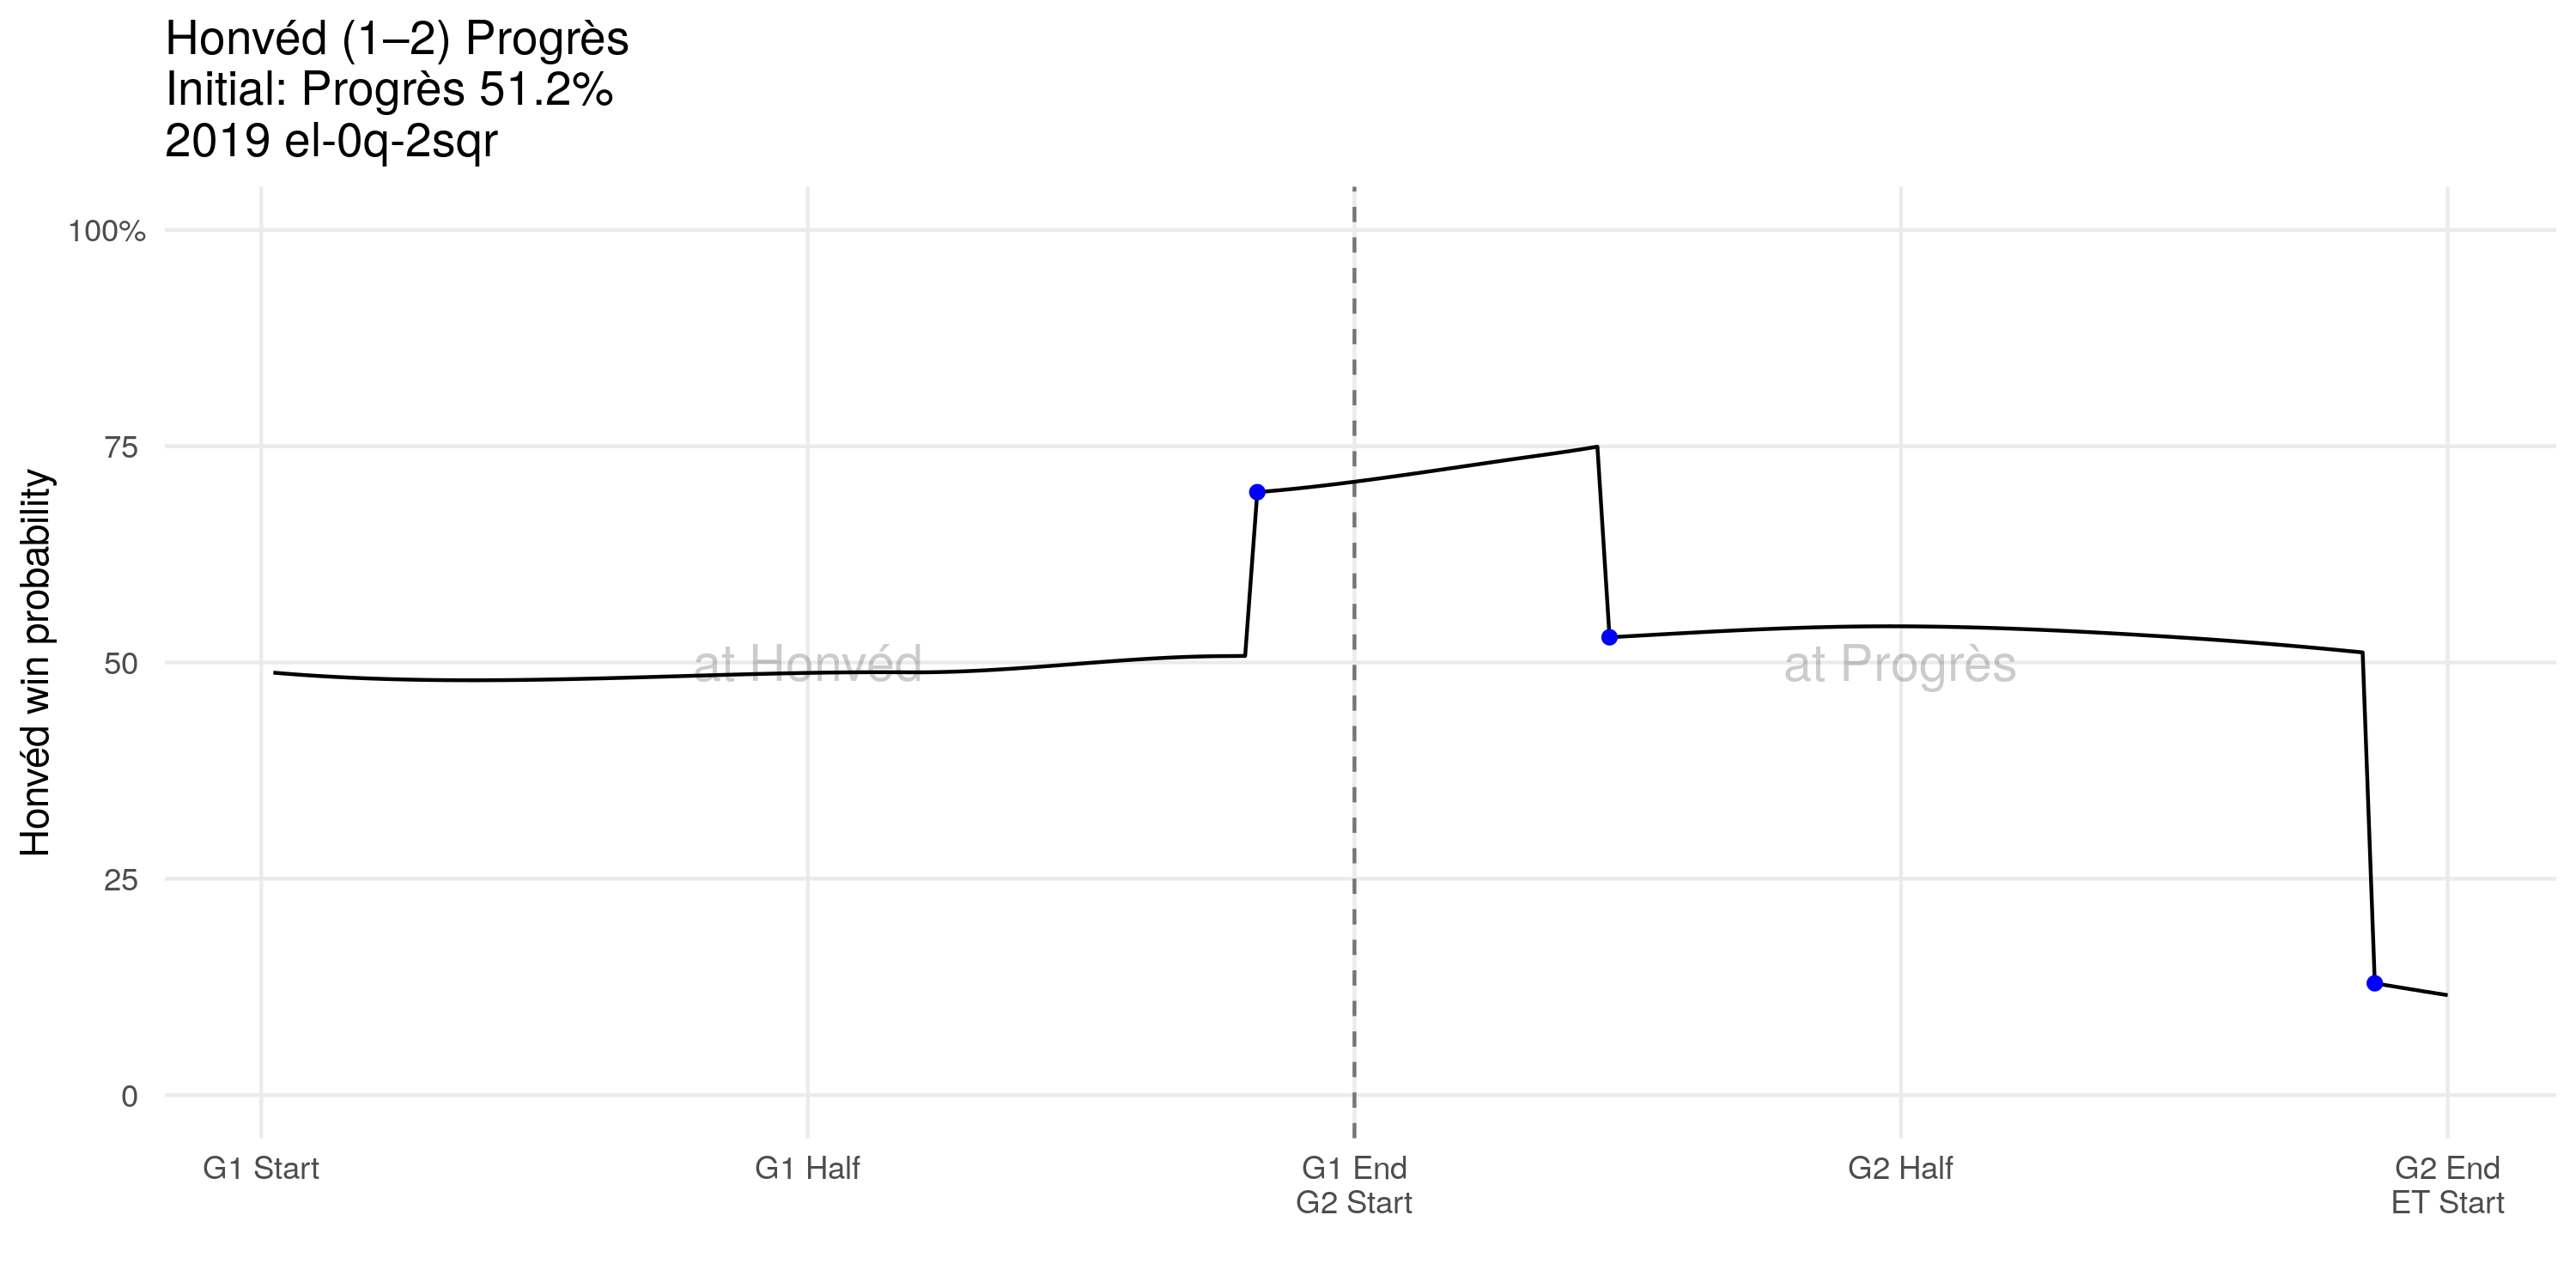 Honvéd (1–2) Progrès
Initial: Progrès 51.2%
2019 el-0q-2sqr
Honvéd win probability
100%
75
50
25
0
at Honvéd
at Progrès
G1 Start
G1 Half
G1 End
G2 Start
G2 Half
G2 End
ET Start